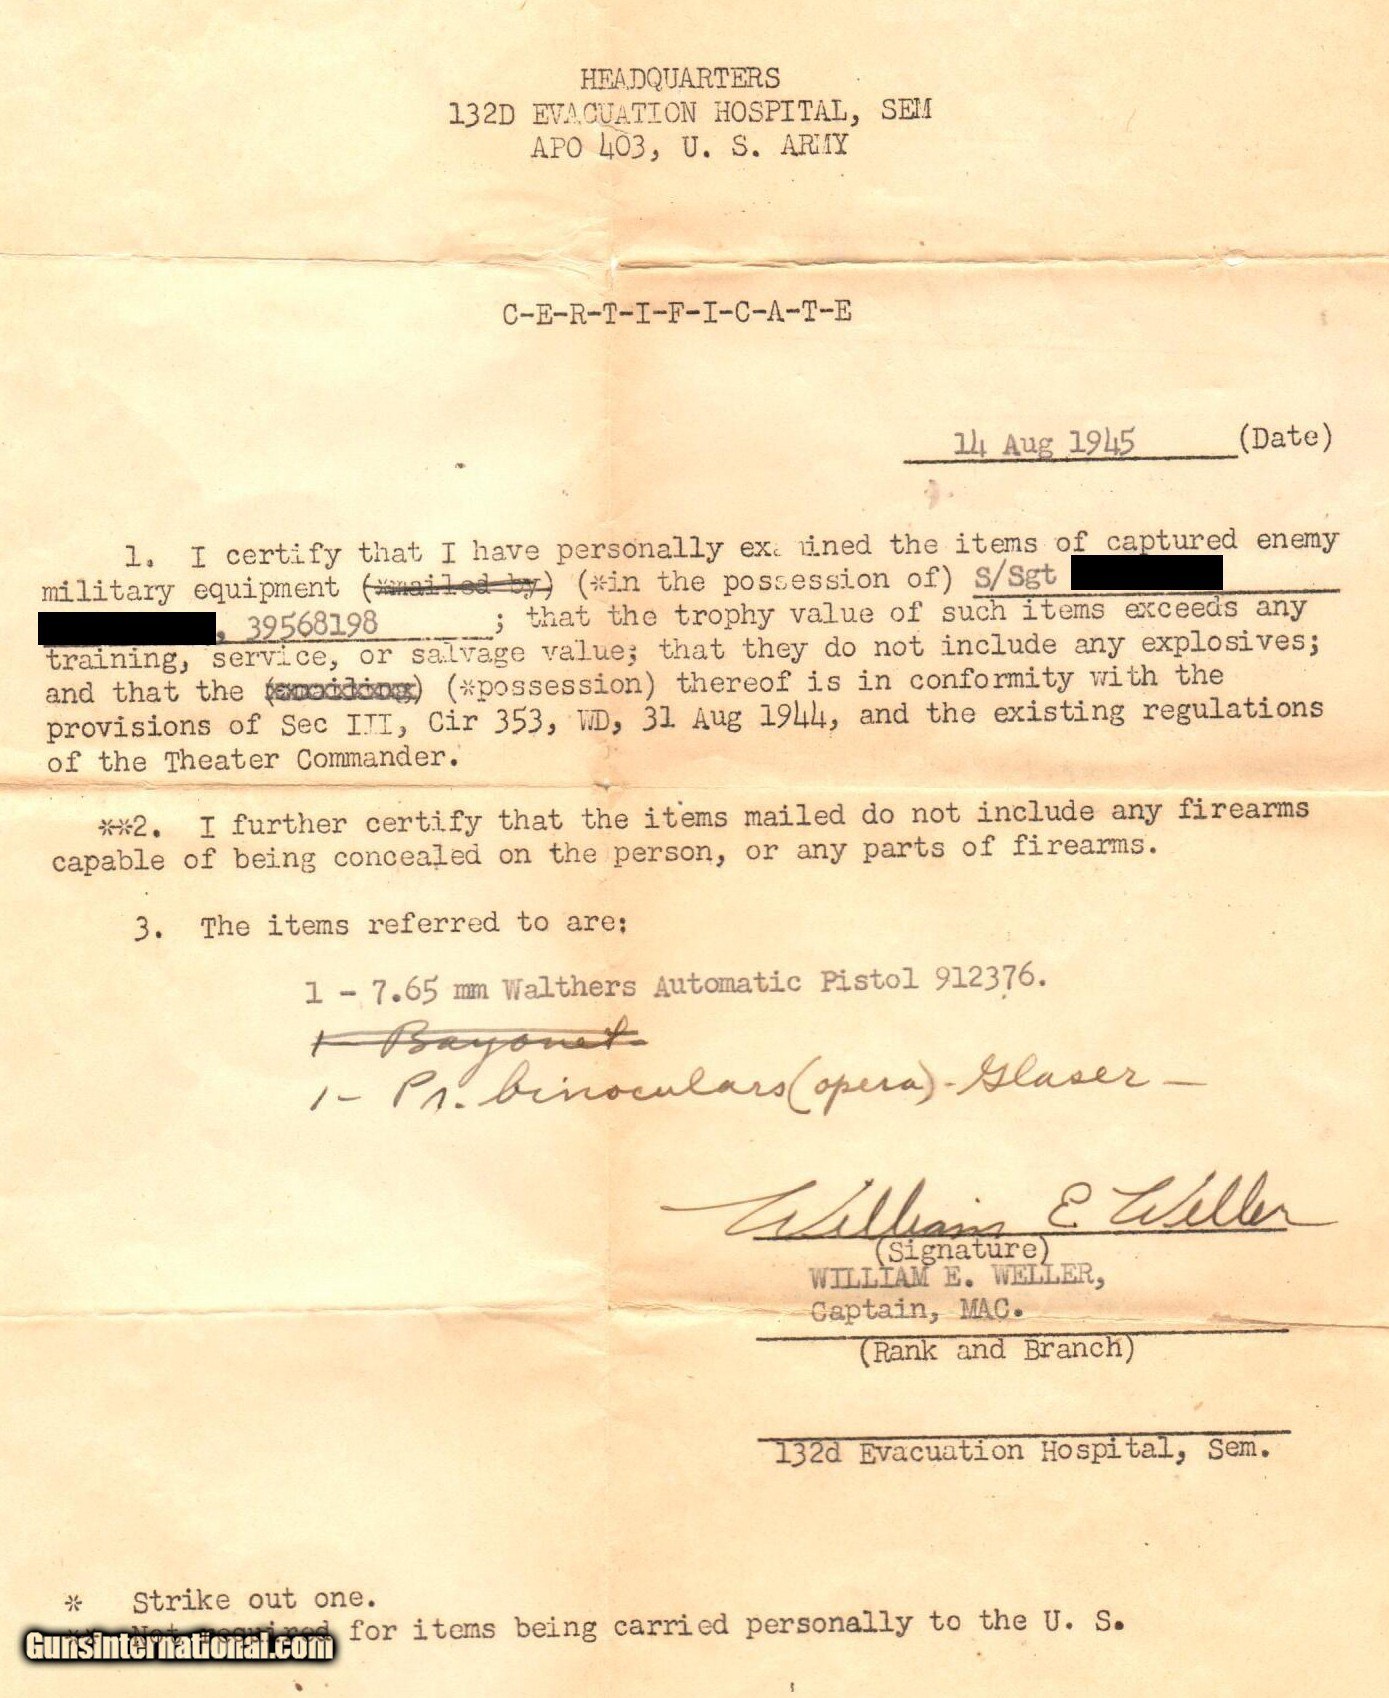 HEADQUARTERS
132D EVACUATION HOSPITAL, SEM
APO 403, U. S. ARMY
C-E-R-T-I-F-I-C-A-T-E
14 Aug 1945 (Date)
1. I certify that I have personally examined the items of captured enemy
military equipment (*mailed by) (*in the possession of) S/Sgt
, 39568198 ; that the trophy value of such items exceeds any
training, service, or salvage value; that they do not include any explosives;
and that the (*mailing) (*possession) thereof is in conformity with the
provisions of Sec III, Cir 353, WD, 31 Aug 1944, and the existing regulations
of the Theater Commander.
**2. I further certify that the items mailed do not include any firearms
capable of being concealed on the person, or any parts of firearms.
3. The items referred to are:
1 - 7.65 mm Walthers Automatic Pistol 912376.
1- Bayonet-
1- Pr. binoculars (opera) - Glaser -
William E Weller
(Signature)
WILLIAM E. WELLER,
Captain, MAC.
(Rank and Branch)
132d Evacuation Hospital, Sem.
* Strike out one.
** Not required for items being carried personally to the U. S.
GunsInternational.com